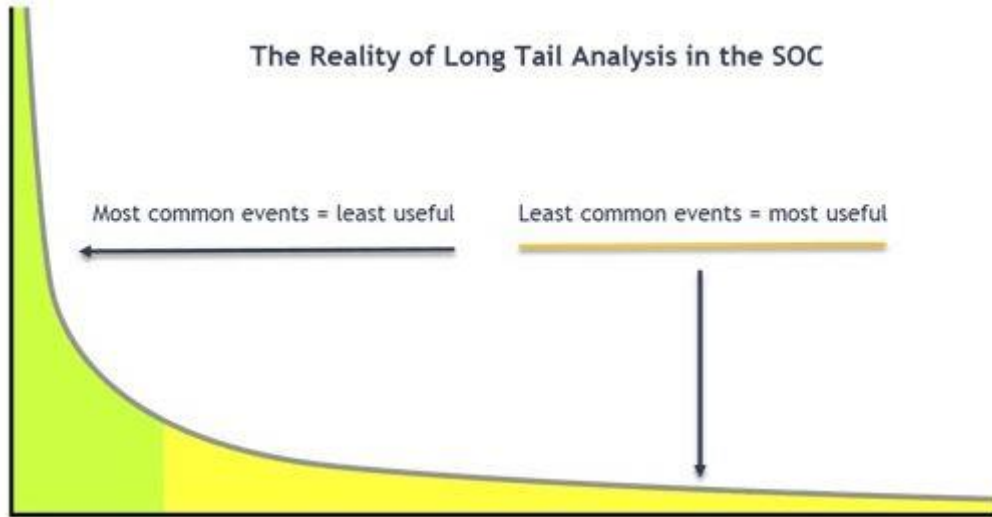 The Reality of Long Tail Analysis in the SOC
Most common events = least useful
Least common events = most useful